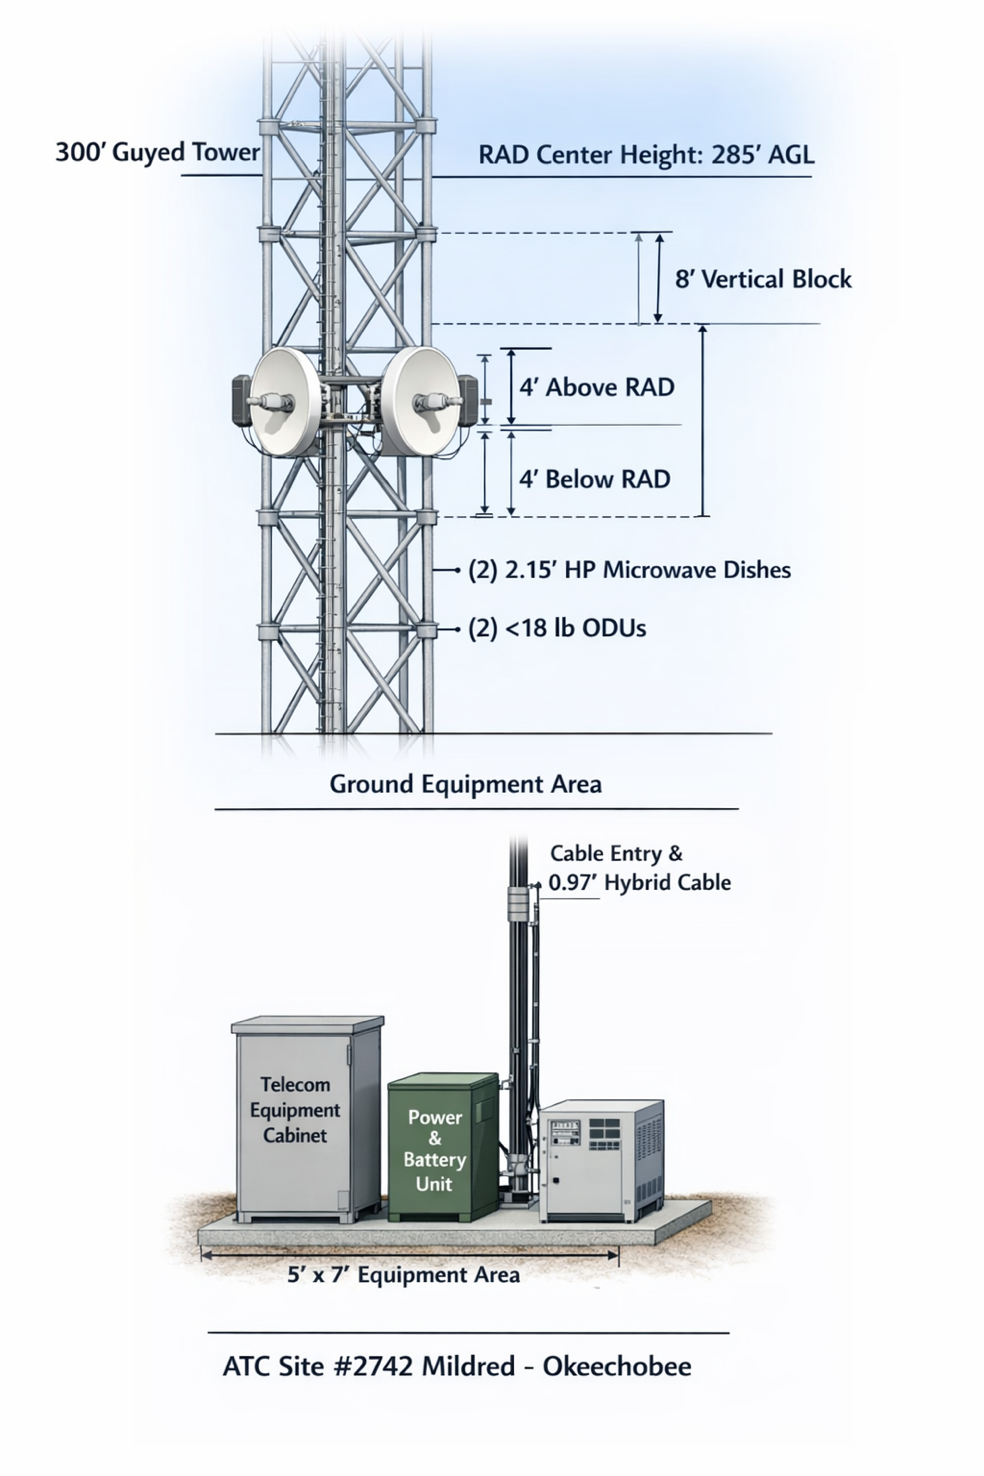 300′ Guyed Tower
RAD Center Height: 285′ AGL
8′ Vertical Block
4′ Above RAD
4′ Below RAD
(2) 2.15′ HP Microwave Dishes
(2) <18 lb ODUs
Ground Equipment Area
Cable Entry &
0.97′ Hybrid Cable
Telecom
Equipment
Cabinet
Power
&
Battery
Unit
5′ x 7′ Equipment Area
ATC Site #2742 Mildred - Okeechobee